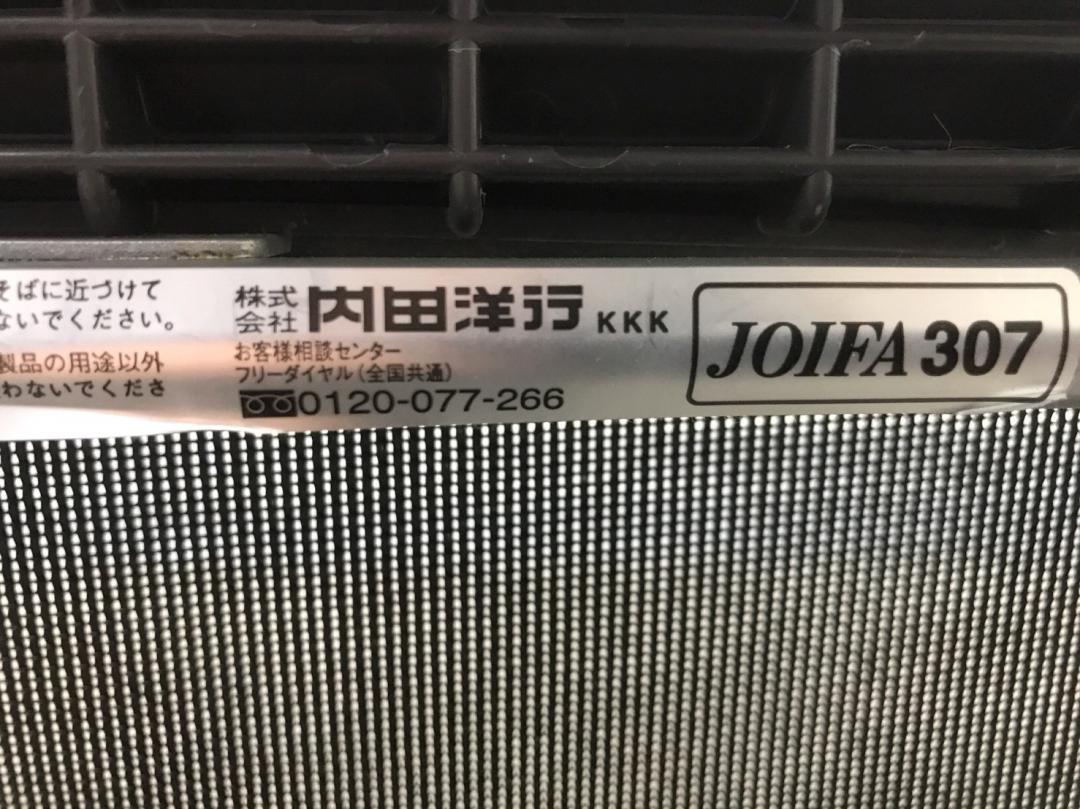 そばに近づけて
ないでください。
製品の用途以外
わないでくださ
株式会社 内田洋行 KKK
お客様相談センター
フリーダイヤル(全国共通)
0120-077-266
JOIFA 307